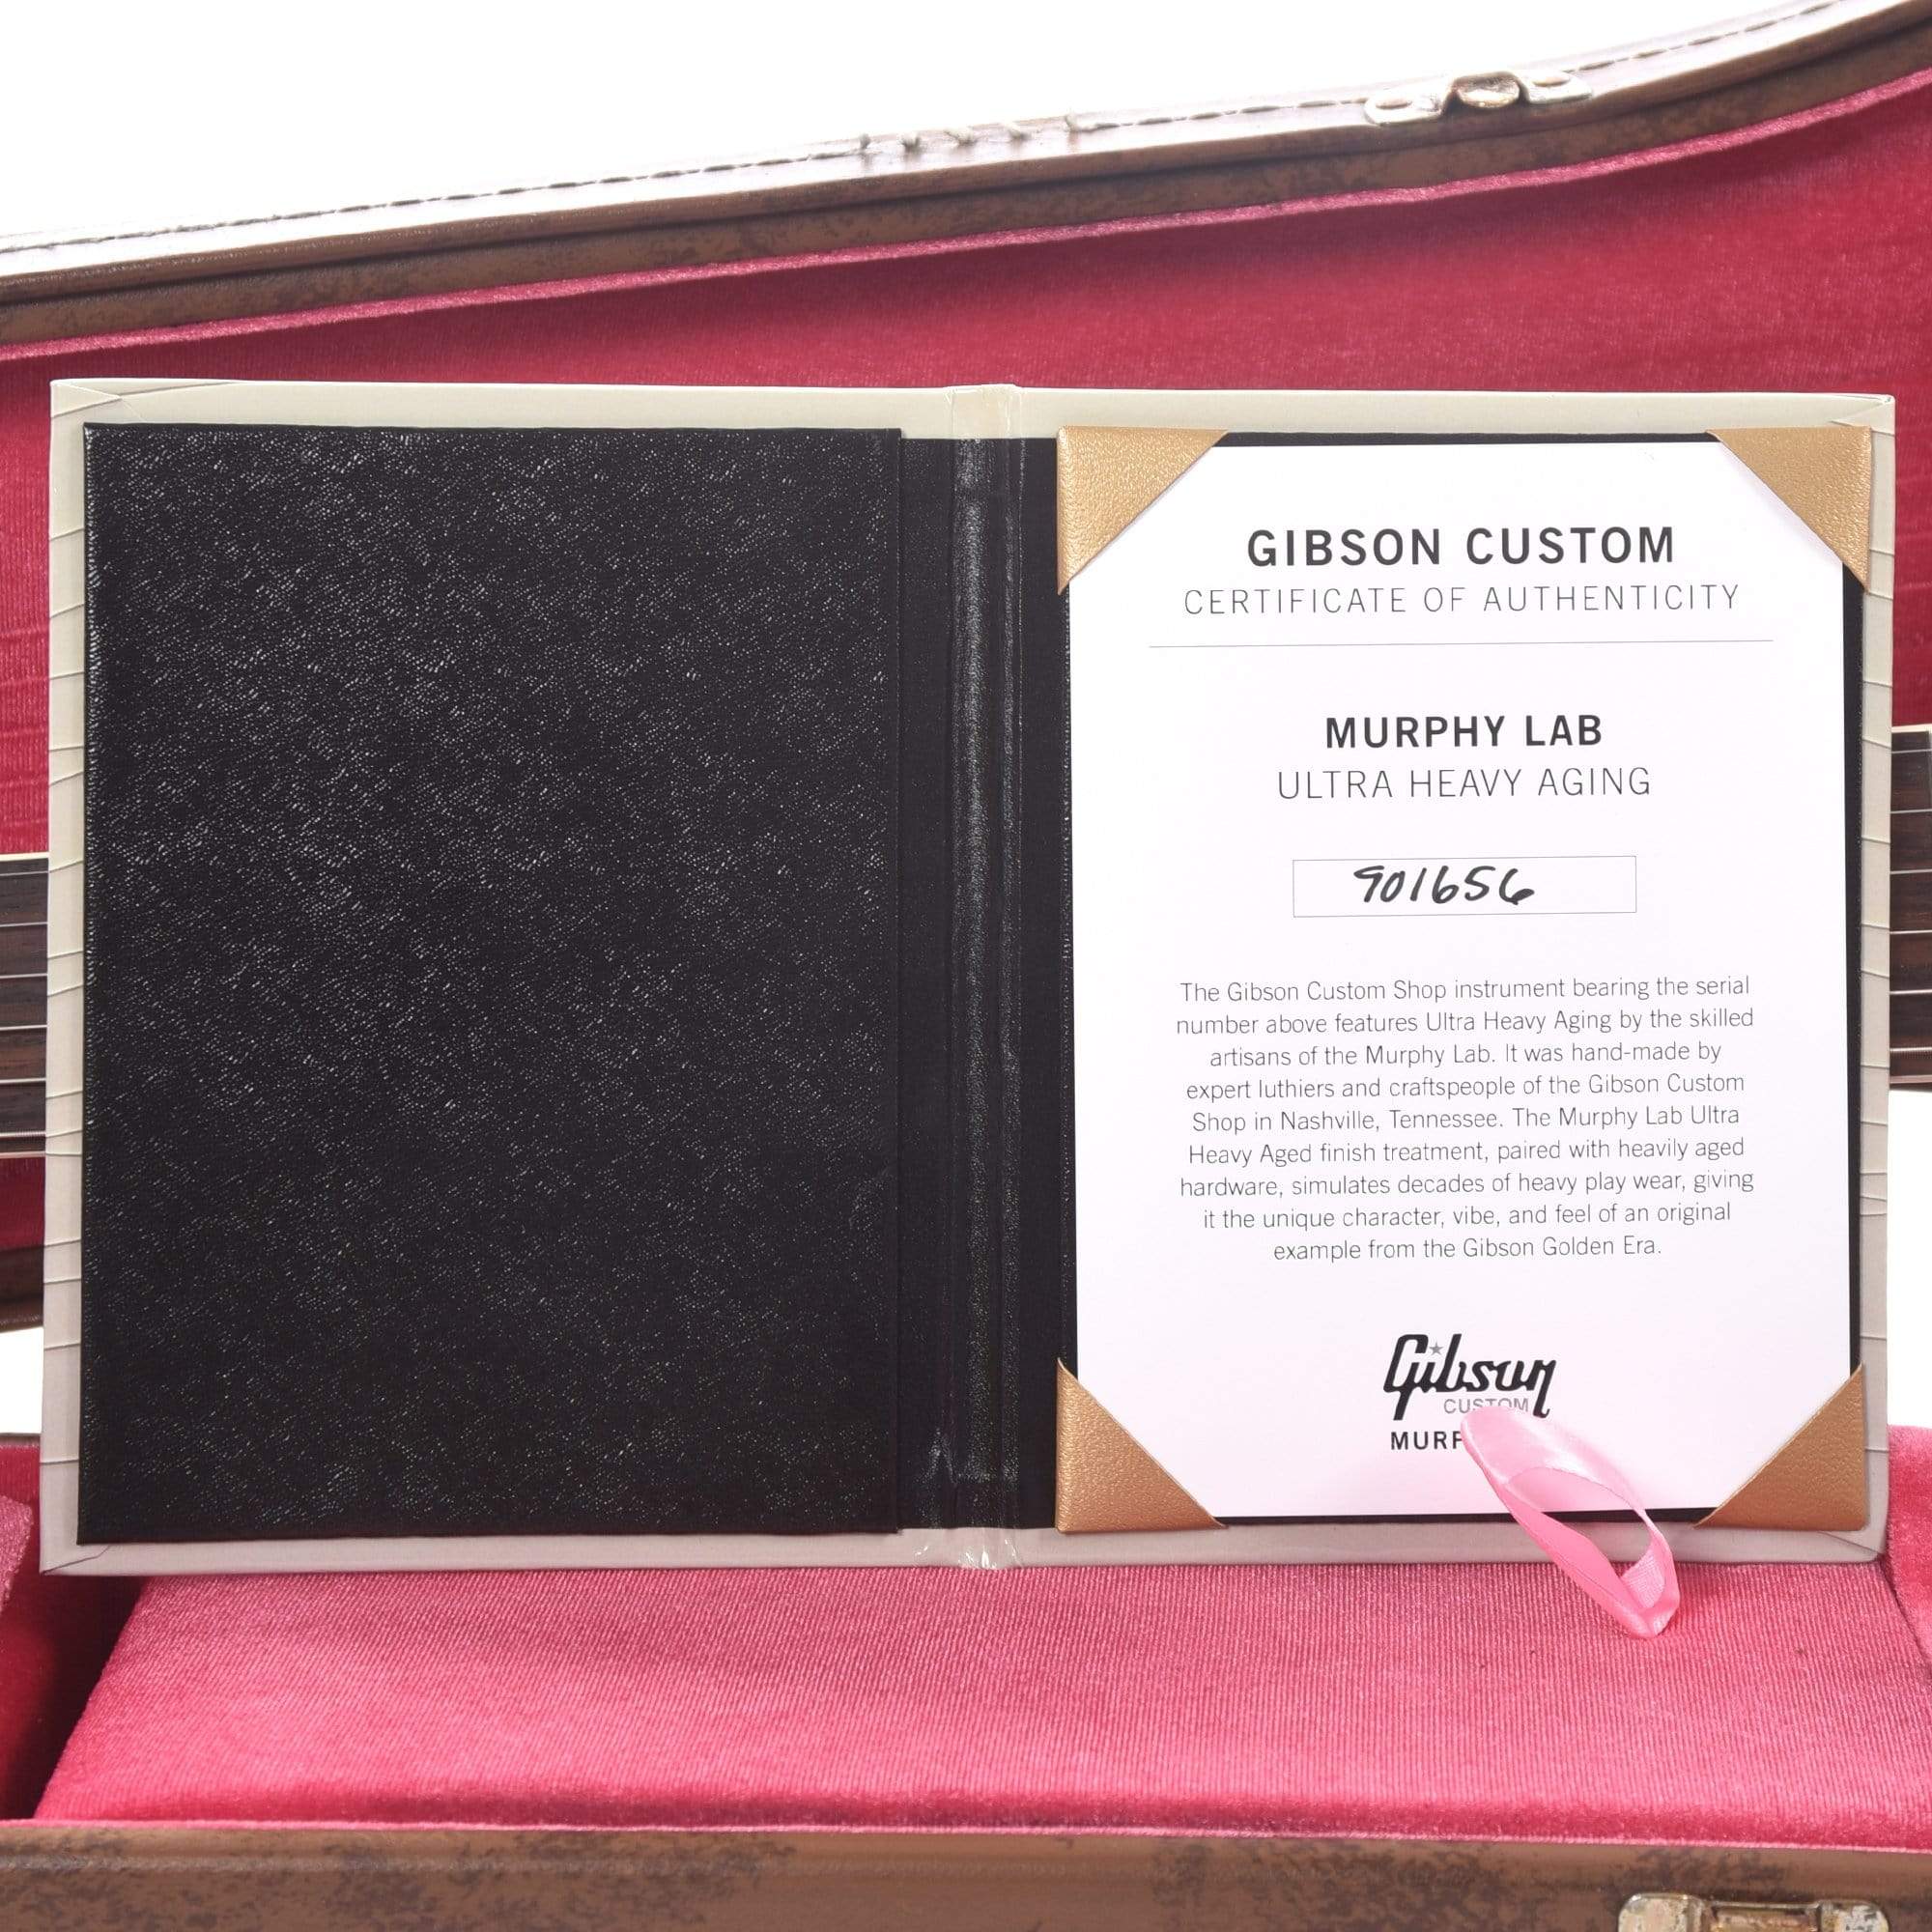 GIBSON CUSTOM
CERTIFICATE OF AUTHENTICITY
MURPHY LAB
ULTRA HEAVY AGING
901656
The Gibson Custom Shop instrument bearing the serial
number above features Ultra Heavy Aging by the skilled
artisans of the Murphy Lab. It was hand-made by
expert luthiers and craftspeople of the Gibson Custom
Shop in Nashville, Tennessee. The Murphy Lab Ultra
Heavy Aged finish treatment, paired with heavily aged
hardware, simulates decades of heavy play wear, giving
it the unique character, vibe, and feel of an original
example from the Gibson Golden Era.
Gibson
CUSTOM